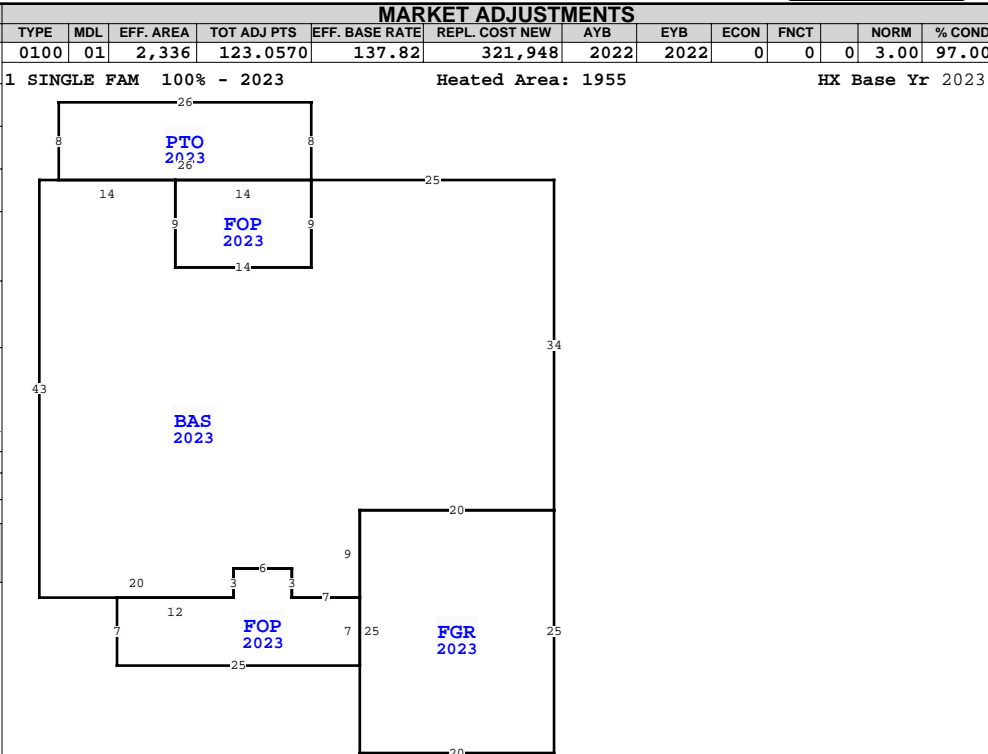 MARKET ADJUSTMENTS
TYPE MDL EFF. AREA TOT ADJ PTS EFF. BASE RATE REPL. COST NEW AYB EYB ECON FNCT NORM % COND
0100 01 2,336 123.0570 137.82 321,948 2022 2022 0 0 0 3.00 97.00
1 SINGLE FAM 100% - 2023 Heated Area: 1955 HX Base Yr 2023
26
8 PTO 8
2023
26
25
14 14
9 FOP 9
2023
14
34
43
BAS
2023
20
9
6
20 3 3
7
12
7 FOP 7 25 FGR 25
2023 2023
25
20